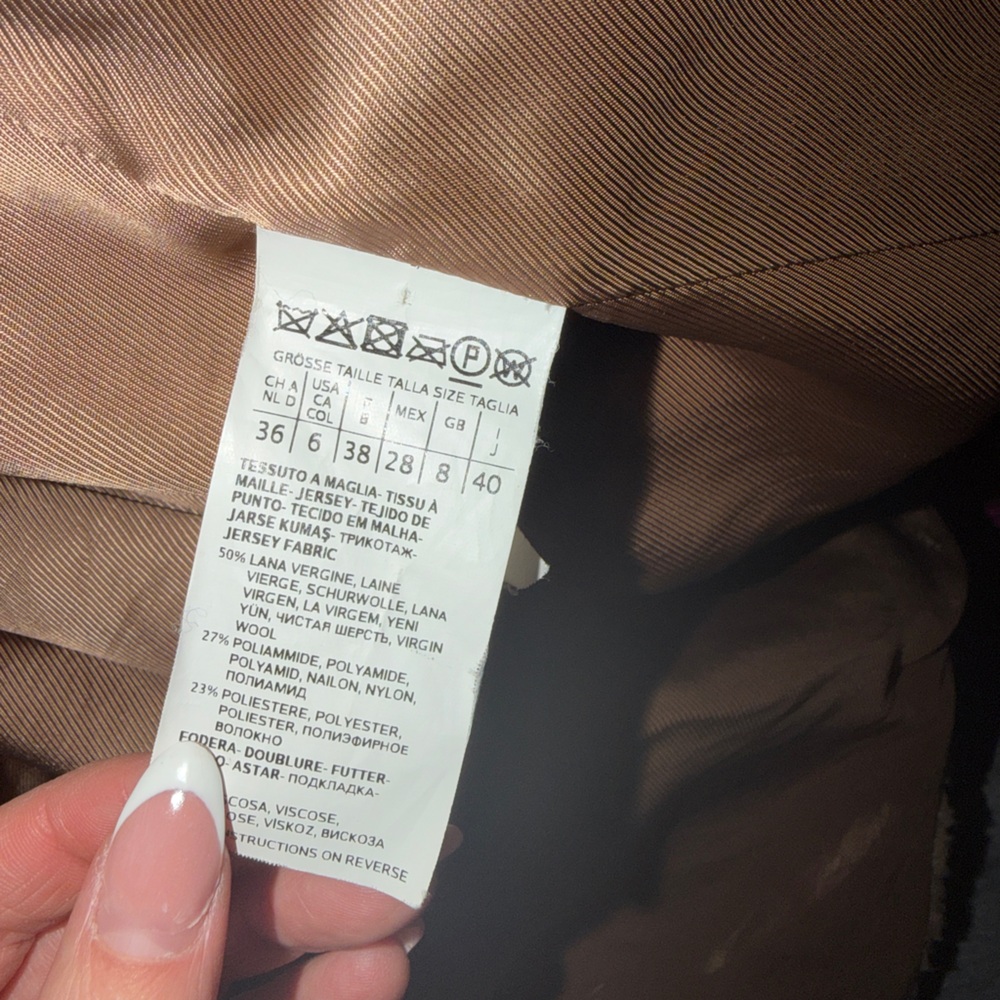 P W
GRÖSSE TAILLE TALLA SIZE TAGLIA
CH A NL D USA CA COL F B MEX GB I J
36 6 38 28 8 40
TESSUTO A MAGLIA- TISSU À
MAILLE- JERSEY- TEJIDO DE
PUNTO- TECIDO EM MALHA-
JARSE KUMAŞ- ТРИКОТАЖ-
JERSEY FABRIC
50% LANA VERGINE, LAINE
VIERGE, SCHURWOLLE, LANA
VIRGEN, LA VIRGEM, YENI
YÜN, ЧИСТАЯ ШЕРСТЬ, VIRGIN
WOOL
27% POLIAMMIDE, POLYAMIDE,
POLYAMID, NAILON, NYLON,
ПОЛИАМИД
23% POLIESTERE, POLYESTER,
POLIESTER, ПОЛИЭФИРНОЕ
ВОЛОКНО
FODERA- DOUBLURE- FUTTER-
ASTAR- ПОДКЛАДКА-
VISCOSE,
VISKOZ, ВИСКОЗА
ON REVERSE